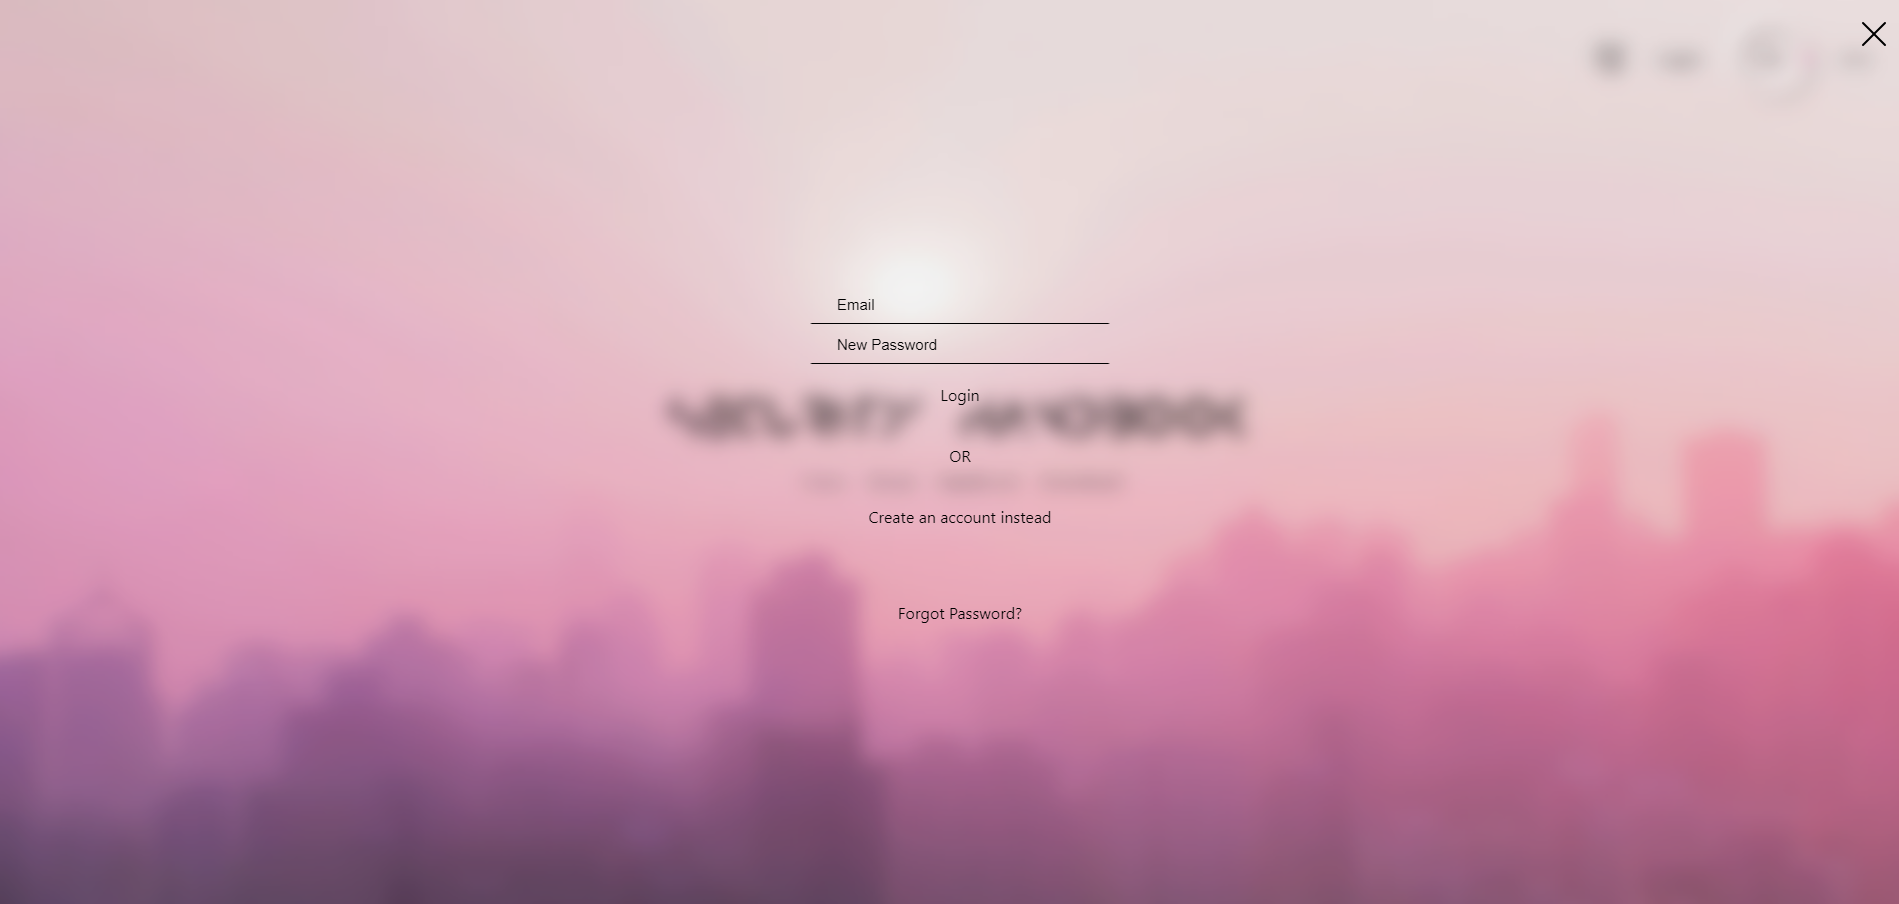 Email
New Password
Login
OR
Create an account instead
Forgot Password?